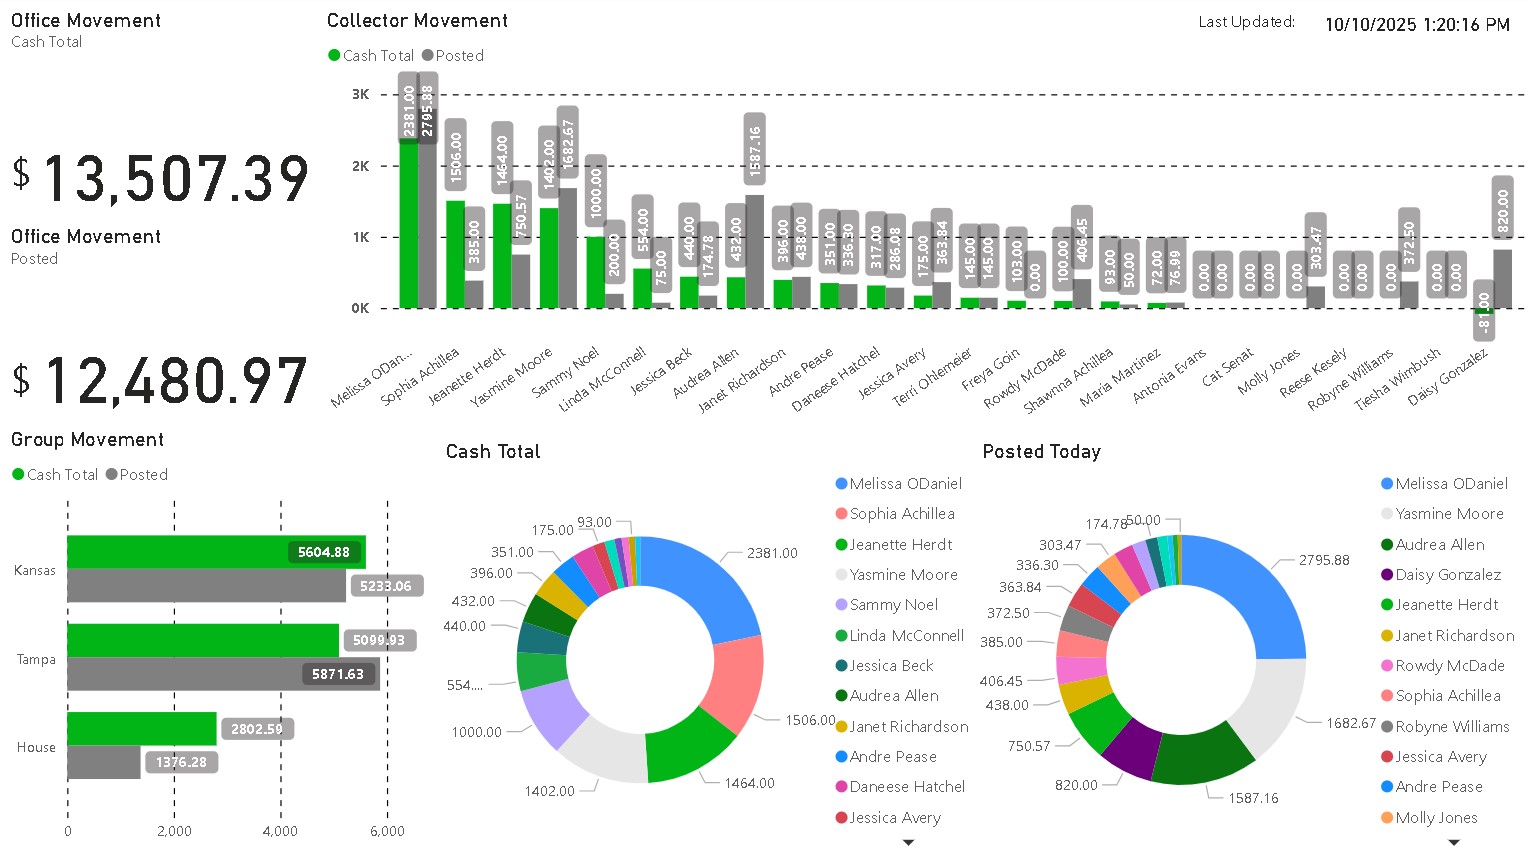 Office Movement
Cash Total
$ 13,507.39
Office Movement
Posted
$ 12,480.97
Collector Movement
Last Updated: 10/10/2025 1:20:16 PM
Cash Total Posted
3K
2K
1K
0K
2381.00 2795.88
1506.00 385.00
1464.00 750.57
1402.00 1682.67
1000.00 200.00
554.00 75.00
440.00 174.78
432.00 1587.16
396.00 438.00
351.00 336.30
317.00 286.08
175.00 363.84
145.00 145.00
103.00 0.00
100.00 406.45
93.00 50.00
72.00 76.99
0.00 0.00
0.00 0.00
0.00 303.47
0.00 0.00
0.00 372.50
0.00 0.00
-81.00 820.00
Melissa ODan...
Sophia Achillea
Jeanette Herdt
Yasmine Moore
Sammy Noel
Linda McConnell
Jessica Beck
Audrea Allen
Janet Richardson
Andre Pease
Daneese Hatchel
Jessica Avery
Terri Ohlemeier
Freya Goin
Rowdy McDade
Shawna Achillea
Maria Martinez
Antonia Evans
Cat Senat
Molly Jones
Reese Kesely
Robyne Williams
Tiesha Wimbush
Daisy Gonzalez
Group Movement
Cash Total Posted
Kansas
5604.88
5233.06
Tampa
5099.93
5871.63
House
2802.59
1376.28
0 2,000 4,000 6,000
Cash Total
93.00
175.00
351.00
396.00
432.00
440.00
554....
1000.00
1402.00
1464.00
1506.00
2381.00
Melissa ODaniel
Sophia Achillea
Jeanette Herdt
Yasmine Moore
Sammy Noel
Linda McConnell
Jessica Beck
Audrea Allen
Janet Richardson
Andre Pease
Daneese Hatchel
Jessica Avery
Posted Today
50.00
174.78
303.47
336.30
363.84
372.50
385.00
406.45
438.00
750.57
820.00
1587.16
1682.67
2795.88
Melissa ODaniel
Yasmine Moore
Audrea Allen
Daisy Gonzalez
Jeanette Herdt
Janet Richardson
Rowdy McDade
Sophia Achillea
Robyne Williams
Jessica Avery
Andre Pease
Molly Jones